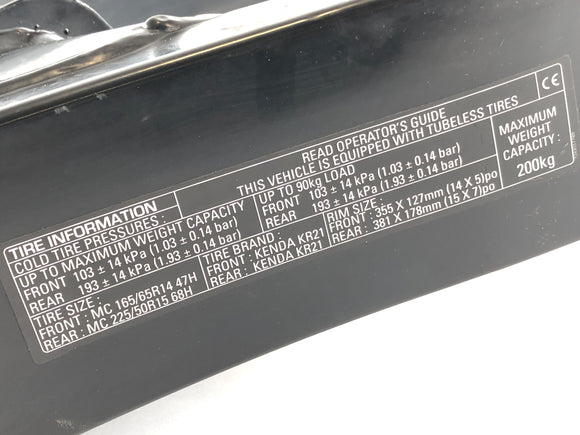 TIRE INFORMATION
READ OPERATOR'S GUIDE
THIS VEHICLE IS EQUIPPED WITH TUBELESS TIRES
CE
COLD TIRE PRESSURES :
UP TO MAXIMUM WEIGHT CAPACITY
FRONT 103 ± 14 kPa (1.03 ± 0.14 bar)
REAR 193 ± 14 kPa (1.93 ± 0.14 bar)
UP TO 90kg LOAD
FRONT 103 ± 14 kPa (1.03 ± 0.14 bar)
REAR 193 ± 14 kPa (1.93 ± 0.14 bar)
MAXIMUM
WEIGHT
CAPACITY :
200kg
TIRE SIZE :
FRONT : MC 165/65R14 47H
REAR : MC 225/50R15 68H
TIRE BRAND :
FRONT : KENDA KR21
REAR : KENDA KR21
RIM SIZE :
FRONT : 355 X 127mm (14 X 5)po
REAR : 381 X 178mm (15 X 7)po